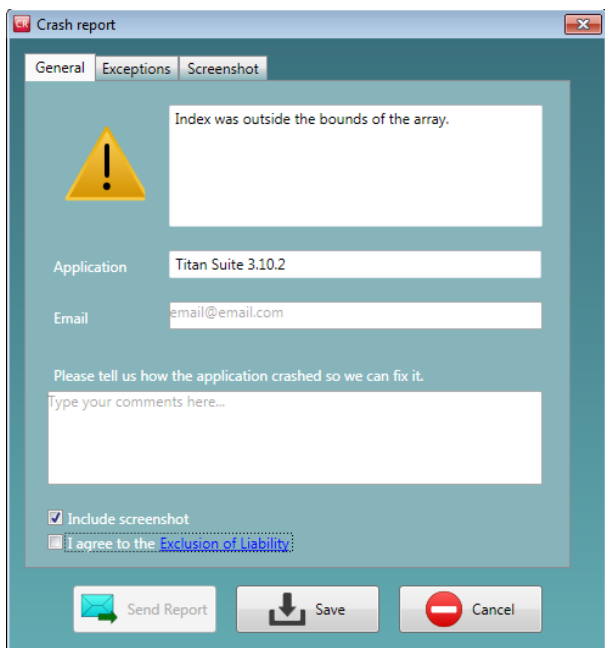 CR Crash report
General Exceptions Screenshot
Index was outside the bounds of the array.
Application Titan Suite 3.10.2
Email email@email.com
Please tell us how the application crashed so we can fix it.
Type your comments here...
Include screenshot
I agree to the Exclusion of Liability
Send Report Save Cancel